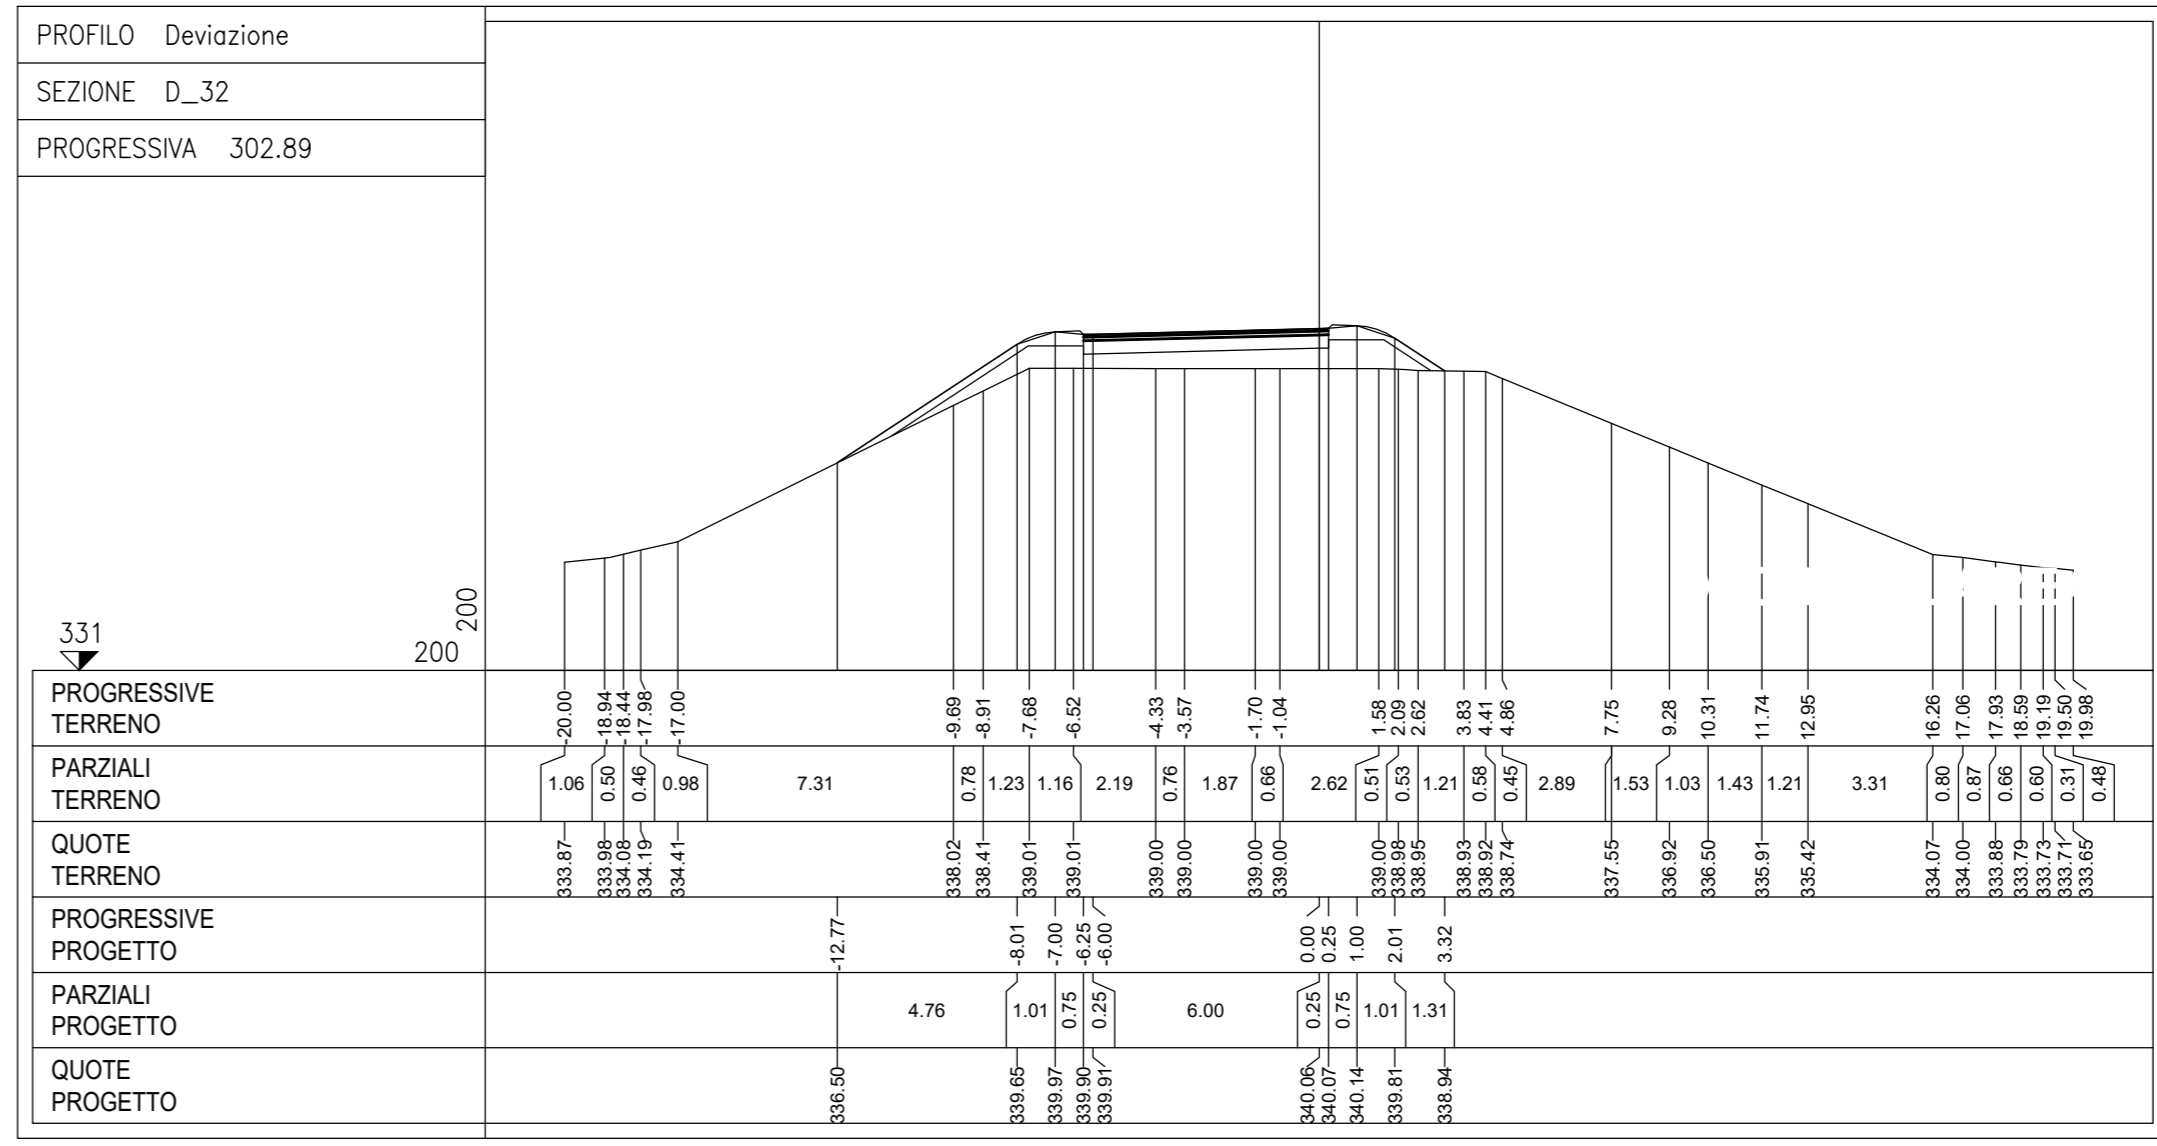 PROFILO Deviazione
SEZIONE D_32
PROGRESSIVA 302.89
200
331
200
PROGRESSIVE
TERRENO
-20.00 -18.94 -18.44 -17.98 -17.00 -9.69 -8.91 -7.68 -6.52 -4.33 -3.57 -1.70 -1.04 1.58 2.09 2.62 3.83 4.41 4.86 7.75 9.28 10.31 11.74 12.95 16.26 17.06 17.93 18.59 19.19 19.50 19.98
PARZIALI
TERRENO
1.06 0.50 0.46 0.98 7.31 0.78 1.23 1.16 2.19 0.76 1.87 0.66 2.62 0.51 0.53 1.21 0.58 0.45 2.89 1.53 1.03 1.43 1.21 3.31 0.80 0.87 0.66 0.60 0.31 0.48
QUOTE
TERRENO
333.87 333.98 334.08 334.19 334.41 338.02 338.41 339.01 339.01 339.00 339.00 339.00 339.00 339.00 338.98 338.95 338.93 338.92 338.74 337.55 336.92 336.50 335.91 335.42 334.07 334.00 333.88 333.79 333.73 333.71 333.65
PROGRESSIVE
PROGETTO
-12.77 -8.01 -7.00 -6.25 -6.00 0.00 0.25 1.00 2.01 3.32
PARZIALI
PROGETTO
4.76 1.01 0.75 0.25 6.00 0.25 0.75 1.01 1.31
QUOTE
PROGETTO
336.50 339.65 339.97 339.90 339.91 340.06 340.07 340.14 339.81 338.94